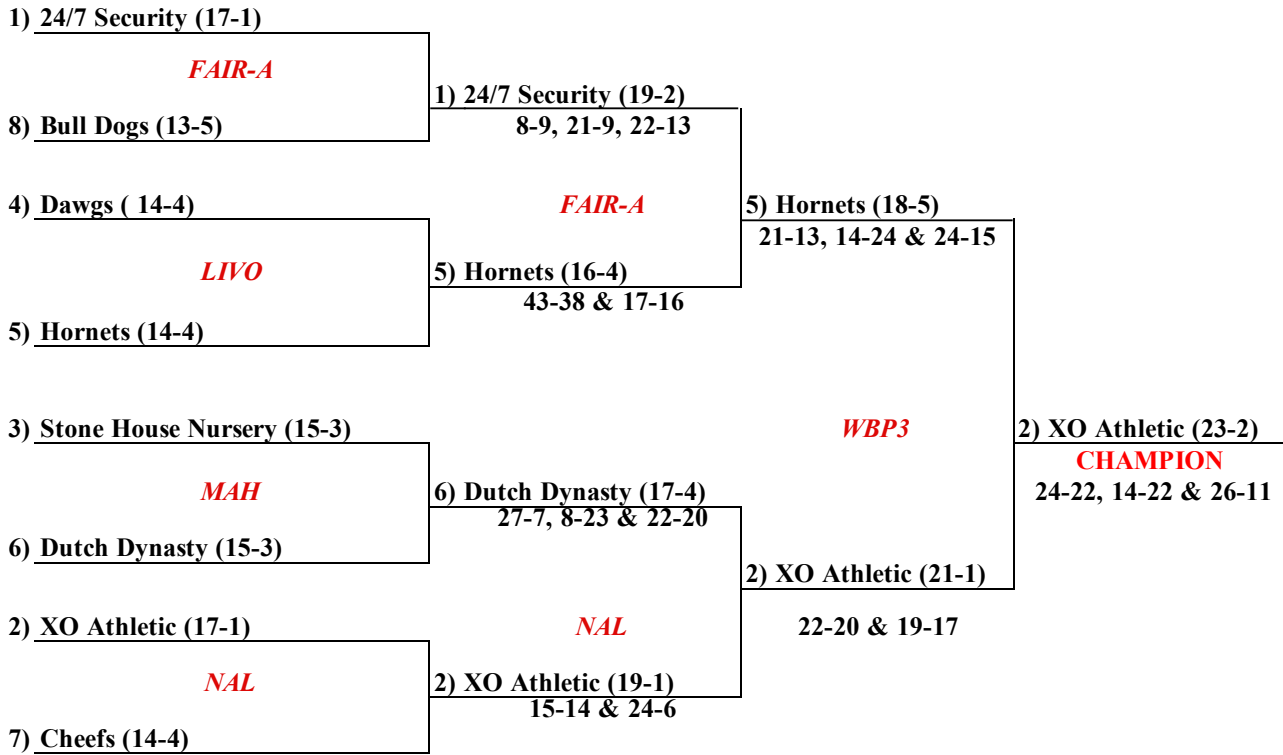 1) 24/7 Security (17-1)
FAIR-A
1) 24/7 Security (19-2)
8) Bull Dogs (13-5)
8-9, 21-9, 22-13
4) Dawgs ( 14-4)
FAIR-A
5) Hornets (18-5)
21-13, 14-24 & 24-15
LIVO
5) Hornets (16-4)
43-38 & 17-16
5) Hornets (14-4)
3) Stone House Nursery (15-3)
WBP3
2) XO Athletic (23-2)
CHAMPION
MAH
6) Dutch Dynasty (17-4)
24-22, 14-22 & 26-11
27-7, 8-23 & 22-20
6) Dutch Dynasty (15-3)
2) XO Athletic (21-1)
2) XO Athletic (17-1)
NAL
22-20 & 19-17
NAL
2) XO Athletic (19-1)
15-14 & 24-6
7) Cheefs (14-4)